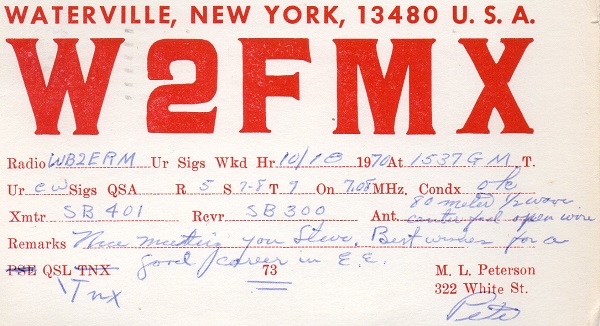 WATERVILLE, NEW YORK, 13480 U. S. A.
W2FMX
Radio WB2ERM Ur Sigs Wkd Hr 10/18 1970 At 1537 G M. T.
Ur CW Sigs QSA R 5 S 7-8 T 9 On 7.08 MHz. Condx ok
Xmtr SB 401 Rcvr SB 300 Ant. 80 meter 1/2 wave
center fed open wire
Remarks Nice meeting you Steve. Best wishes for a
good career in E.E.
PSE QSL TNX 73 M. L. Peterson
Tnx 322 White St.
Pete